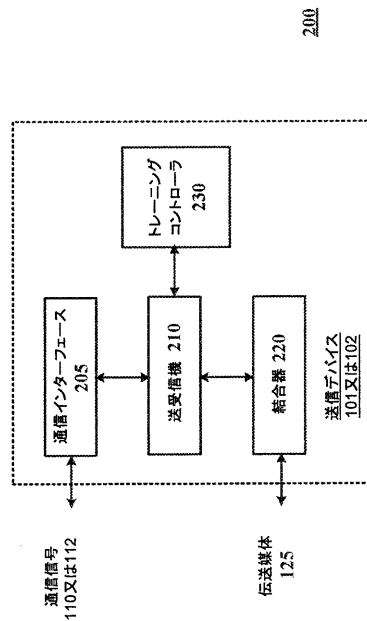 200
通信信号
110又は112
通信インターフェース
205
送受信機 210
トレーニング
コントローラ
230
結合器 220
伝送媒体
125
送信デバイス
101又は102